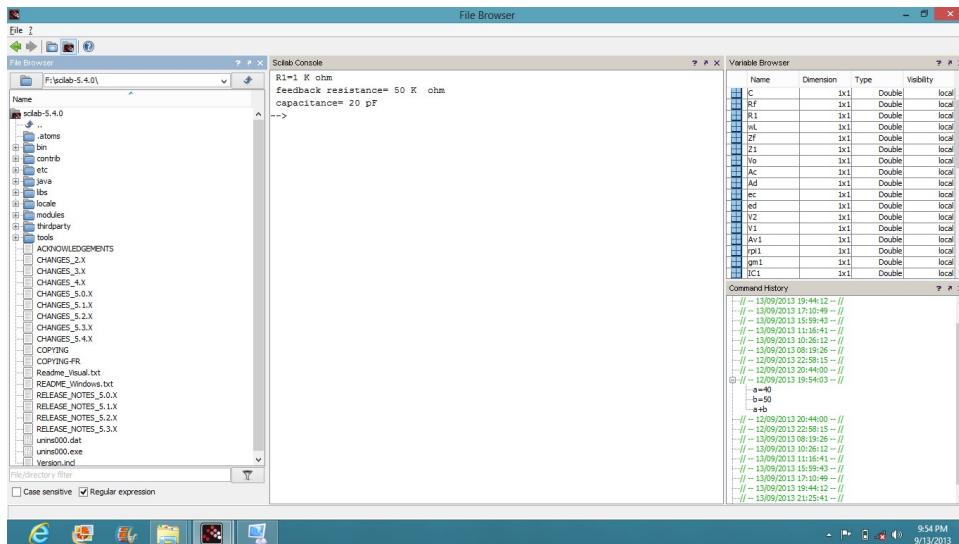 File Browser
File ?
File Browser
F:\scilab-5.4.0\
Name
scilab-5.4.0
..
.atoms
bin
contrib
etc
java
libs
locale
modules
thirdparty
tools
ACKNOWLEDGEMENTS
CHANGES_2.X
CHANGES_3.X
CHANGES_4.X
CHANGES_5.0.X
CHANGES_5.1.X
CHANGES_5.2.X
CHANGES_5.3.X
CHANGES_5.4.X
COPYING
COPYING-FR
Readme_Visual.txt
README_Windows.txt
RELEASE_NOTES_5.0.X
RELEASE_NOTES_5.1.X
RELEASE_NOTES_5.2.X
RELEASE_NOTES_5.3.X
unins000.dat
unins000.exe
Version.incl
File/directory filter
Case sensitive Regular expression
Scilab Console
R1=1 K ohm
feedback resistance= 50 K ohm
capacitance= 20 pF
-->
Variable Browser
Name Dimension Type Visibility
C 1x1 Double local
Rf 1x1 Double local
R1 1x1 Double local
wL 1x1 Double local
Zf 1x1 Double local
Z1 1x1 Double local
Vo 1x1 Double local
Ac 1x1 Double local
Ad 1x1 Double local
ec 1x1 Double local
ed 1x1 Double local
V2 1x1 Double local
V1 1x1 Double local
Av1 1x1 Double local
rpi1 1x1 Double local
gm1 1x1 Double local
IC1 1x1 Double local
Command History
// -- 13/09/2013 19:44:12 -- //
// -- 13/09/2013 17:10:49 -- //
// -- 13/09/2013 15:59:43 -- //
// -- 13/09/2013 11:16:41 -- //
// -- 13/09/2013 10:26:12 -- //
// -- 13/09/2013 08:19:26 -- //
// -- 12/09/2013 22:58:15 -- //
// -- 12/09/2013 20:44:00 -- //
// -- 12/09/2013 19:54:03 -- //
a=40
b=50
a+b
// -- 12/09/2013 20:44:00 -- //
// -- 12/09/2013 22:58:15 -- //
// -- 13/09/2013 08:19:26 -- //
// -- 13/09/2013 10:26:12 -- //
// -- 13/09/2013 11:16:41 -- //
// -- 13/09/2013 15:59:43 -- //
// -- 13/09/2013 17:10:49 -- //
// -- 13/09/2013 19:44:12 -- //
// -- 13/09/2013 21:25:41 -- //
9:54 PM
9/13/2013